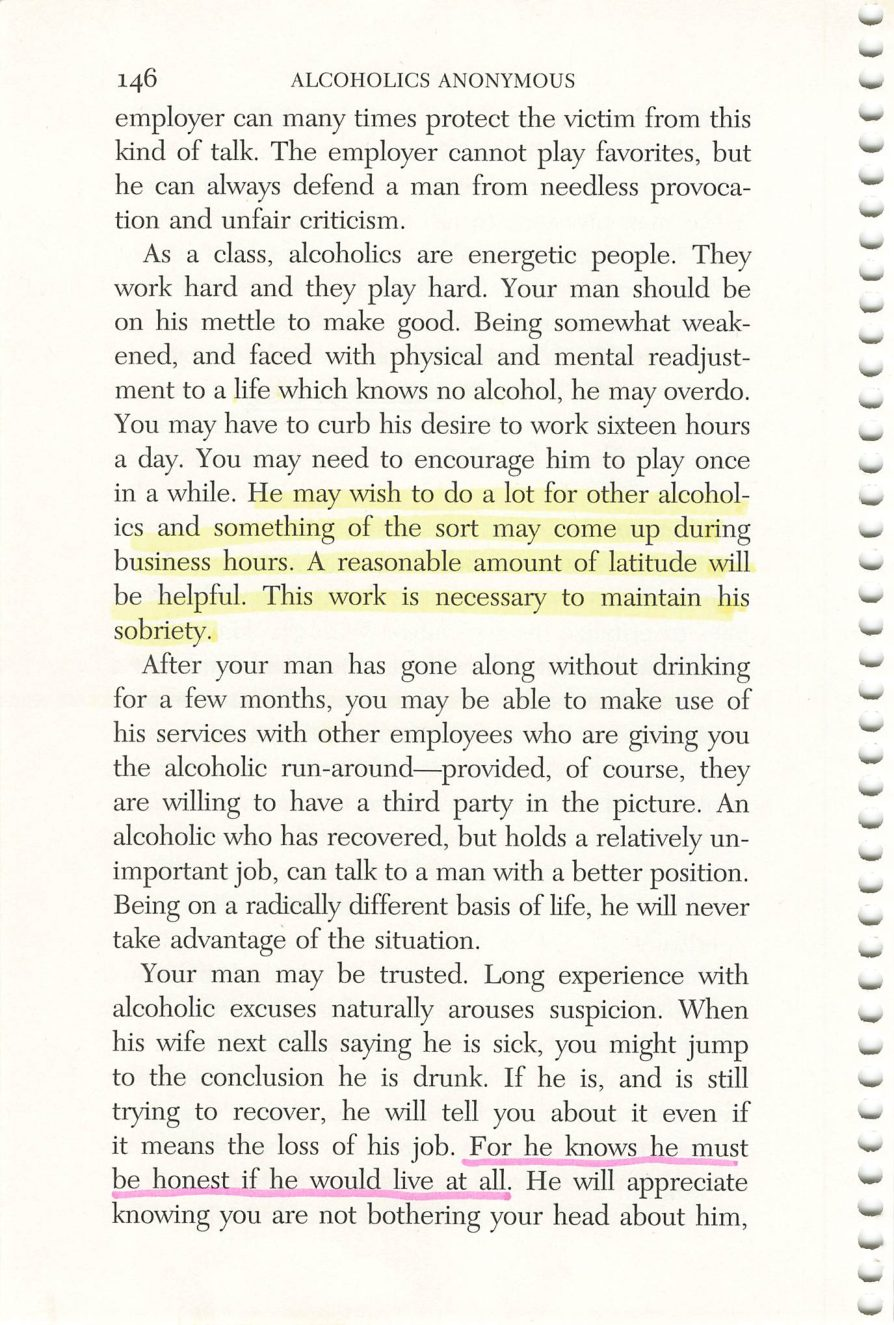 146 ALCOHOLICS ANONYMOUS
employer can many times protect the victim from this
kind of talk. The employer cannot play favorites, but
he can always defend a man from needless provoca-
tion and unfair criticism.
As a class, alcoholics are energetic people. They
work hard and they play hard. Your man should be
on his mettle to make good. Being somewhat weak-
ened, and faced with physical and mental readjust-
ment to a life which knows no alcohol, he may overdo.
You may have to curb his desire to work sixteen hours
a day. You may need to encourage him to play once
in a while. He may wish to do a lot for other alcohol-
ics and something of the sort may come up during
business hours. A reasonable amount of latitude will
be helpful. This work is necessary to maintain his
sobriety.
After your man has gone along without drinking
for a few months, you may be able to make use of
his services with other employees who are giving you
the alcoholic run-around—provided, of course, they
are willing to have a third party in the picture. An
alcoholic who has recovered, but holds a relatively un-
important job, can talk to a man with a better position.
Being on a radically different basis of life, he will never
take advantage of the situation.
Your man may be trusted. Long experience with
alcoholic excuses naturally arouses suspicion. When
his wife next calls saying he is sick, you might jump
to the conclusion he is drunk. If he is, and is still
trying to recover, he will tell you about it even if
it means the loss of his job. For he knows he must
be honest if he would live at all. He will appreciate
knowing you are not bothering your head about him,